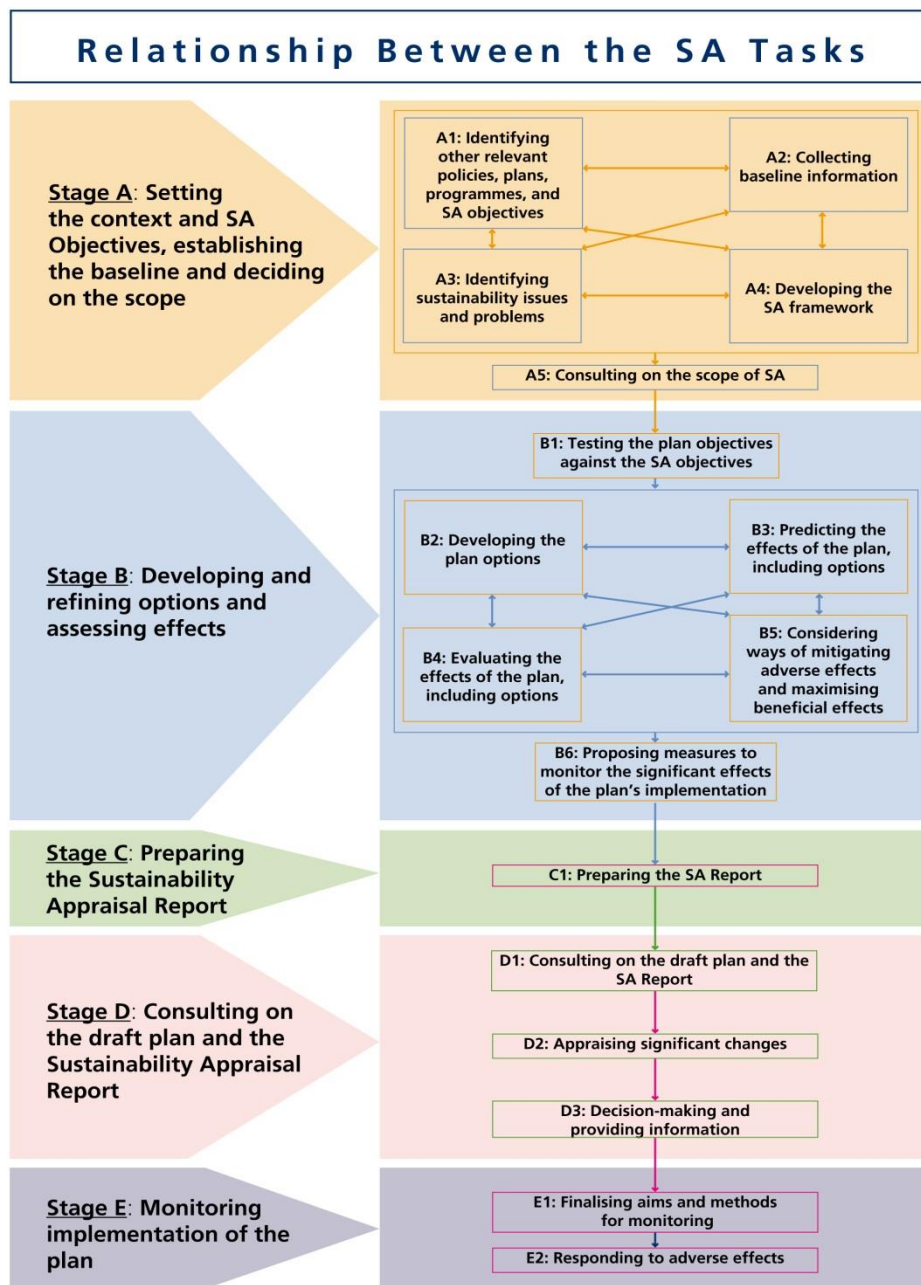 Relationship Between the SA Tasks
Stage A: Setting
the context and SA
Objectives, establishing
the baseline and deciding
on the scope
A1: Identifying
other relevant
policies, plans,
programmes, and
SA objectives
A2: Collecting
baseline information
A3: Identifying
sustainability issues
and problems
A4: Developing the
SA framework
A5: Consulting on the scope of SA
Stage B: Developing and
refining options and
assessing effects
B1: Testing the plan objectives
against the SA objectives
B2: Developing the
plan options
B3: Predicting the
effects of the plan,
including options
B4: Evaluating the
effects of the plan,
including options
B5: Considering
ways of mitigating
adverse effects
and maximising
beneficial effects
B6: Proposing measures to
monitor the significant effects
of the plan's implementation
Stage C: Preparing
the Sustainability
Appraisal Report
C1: Preparing the SA Report
Stage D: Consulting on
the draft plan and the
Sustainability Appraisal
Report
D1: Consulting on the draft plan and the
SA Report
D2: Appraising significant changes
D3: Decision-making and
providing information
Stage E: Monitoring
implementation of the
plan
E1: Finalising aims and methods
for monitoring
E2: Responding to adverse effects